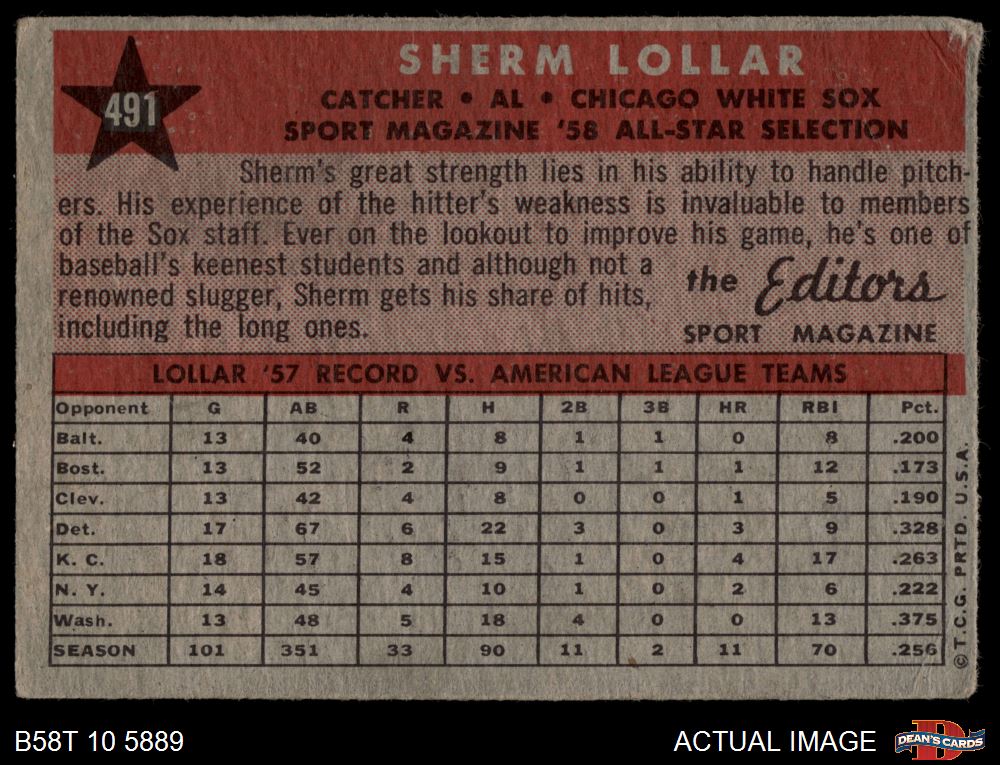 491
SHERM LOLLAR
CATCHER • AL • CHICAGO WHITE SOX
SPORT MAGAZINE '58 ALL-STAR SELECTION
Sherm's great strength lies in his ability to handle pitch-
ers. His experience of the hitter's weakness is invaluable to members
of the Sox staff. Ever on the lookout to improve his game, he's one of
baseball's keenest students and although not a
renowned slugger, Sherm gets his share of hits,
including the long ones.
the Editors
SPORT MAGAZINE
LOLLAR '57 RECORD VS. AMERICAN LEAGUE TEAMS
Opponent G AB R H 2B 3B HR RBI Pct.
Balt. 13 40 4 8 1 1 0 8 .200
Bost. 13 52 2 9 1 1 1 12 .173
Clev. 13 42 4 8 0 0 1 5 .190
Det. 17 67 6 22 3 0 3 9 .328
K. C. 18 57 8 15 1 0 4 17 .263
N. Y. 14 45 4 10 1 0 2 6 .222
Wash. 13 48 5 18 4 0 0 13 .375
SEASON 101 351 33 90 11 2 11 70 .256
© T.C.G. PRTD. U.S.A.
B58T 10 5889
ACTUAL IMAGE
DEAN'S CARDS